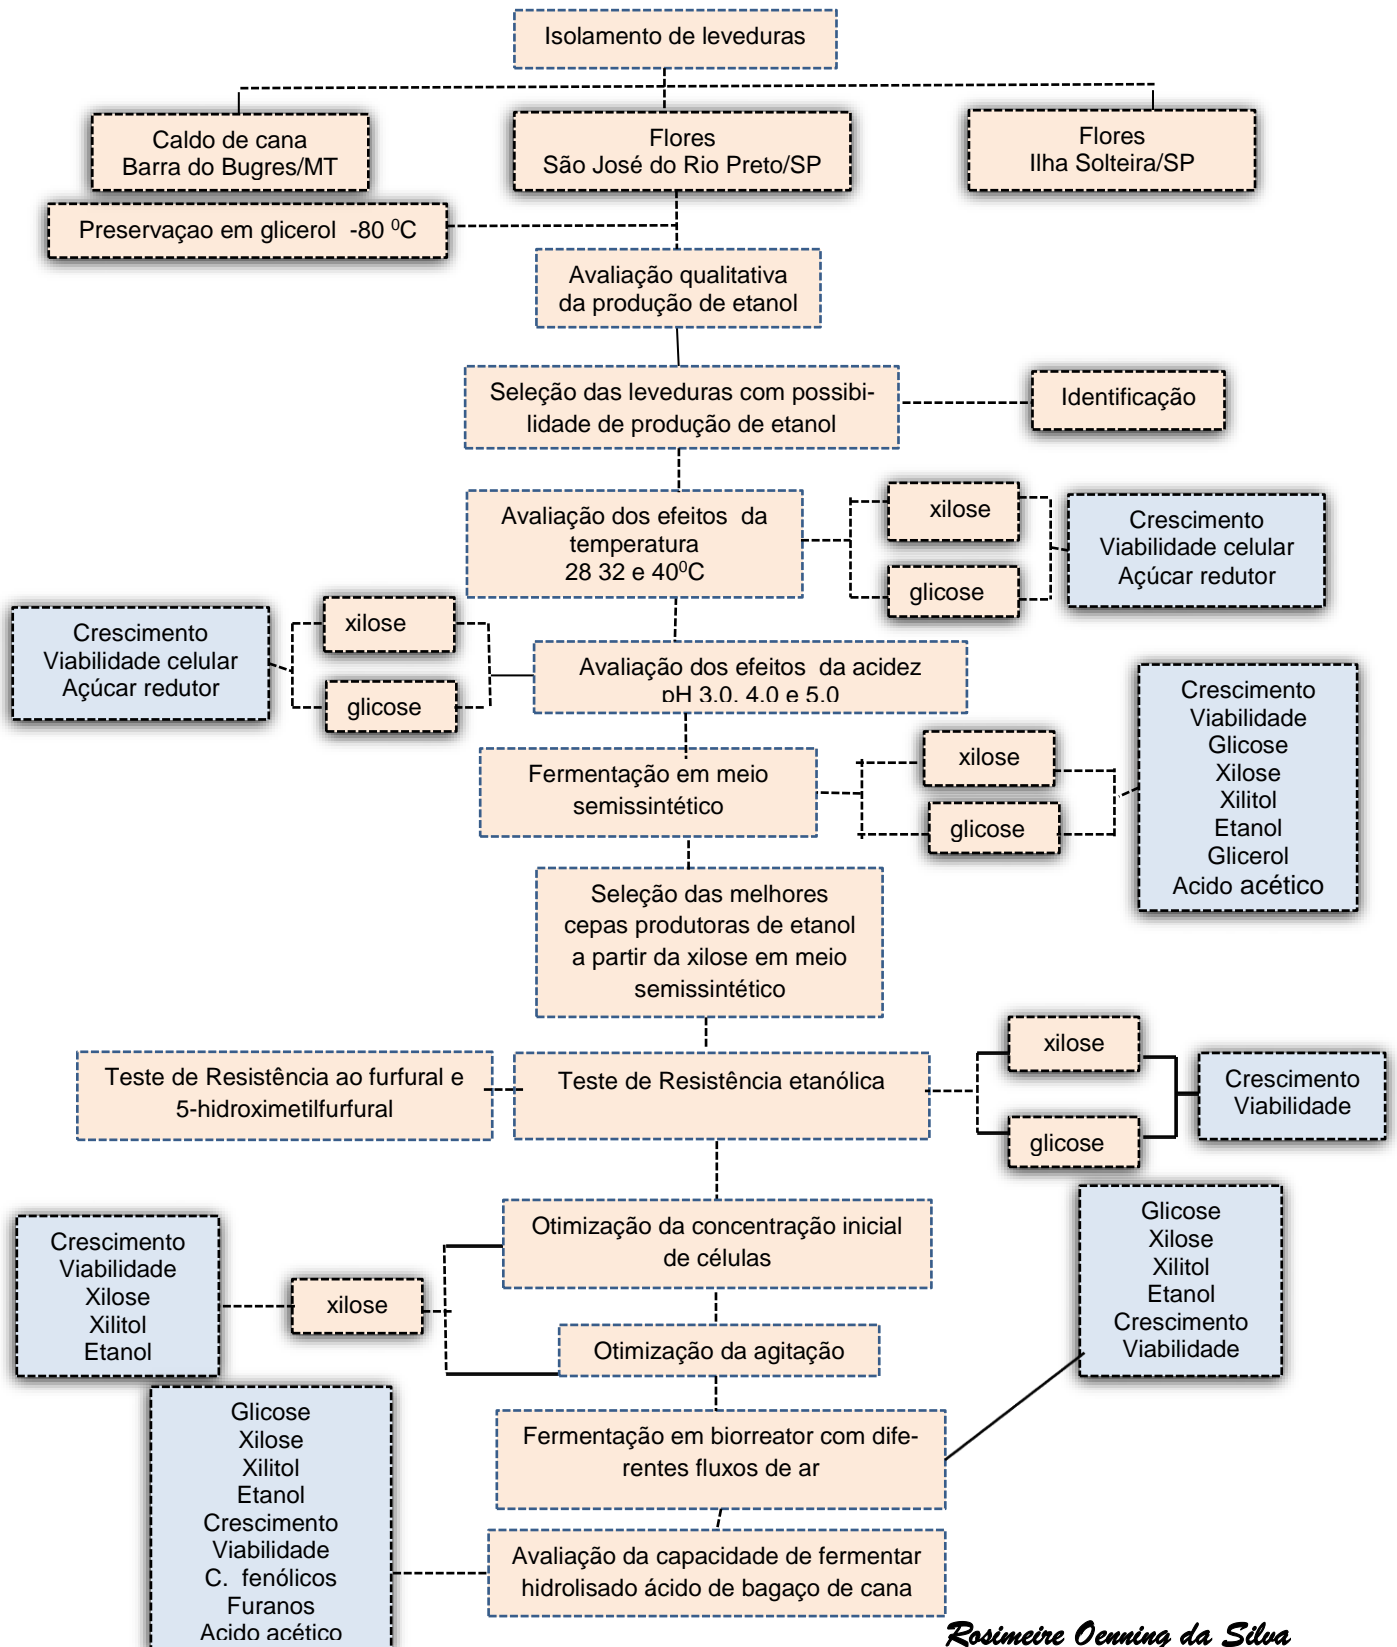 Isolamento de leveduras
Caldo de cana
Barra do Bugres/MT
Flores
São José do Rio Preto/SP
Flores
Ilha Solteira/SP
Preservaçao em glicerol -80 ⁰C
Avaliação qualitativa
da produção de etanol
Seleção das leveduras com possibi-
lidade de produção de etanol
Identificação
Avaliação dos efeitos da
temperatura
28 32 e 40⁰C
xilose
glicose
Crescimento
Viabilidade celular
Açúcar redutor
Crescimento
Viabilidade celular
Açúcar redutor
xilose
glicose
Avaliação dos efeitos da acidez
pH 3.0, 4.0 e 5.0
Fermentação em meio
semissintético
xilose
glicose
Crescimento
Viabilidade
Glicose
Xilose
Xilitol
Etanol
Glicerol
Acido acético
Seleção das melhores
cepas produtoras de etanol
a partir da xilose em meio
semissintético
Teste de Resistência ao furfural e
5-hidroximetilfurfural
Teste de Resistência etanólica
xilose
glicose
Crescimento
Viabilidade
Otimização da concentração inicial
de células
Crescimento
Viabilidade
Xilose
Xilitol
Etanol
xilose
Otimização da agitação
Glicose
Xilose
Xilitol
Etanol
Crescimento
Viabilidade
Fermentação em biorreator com dife-
rentes fluxos de ar
Glicose
Xilose
Xilitol
Etanol
Crescimento
Viabilidade
C. fenólicos
Furanos
Acido acético
Avaliação da capacidade de fermentar
hidrolisado ácido de bagaço de cana
Rosimeire Oenning da Silva